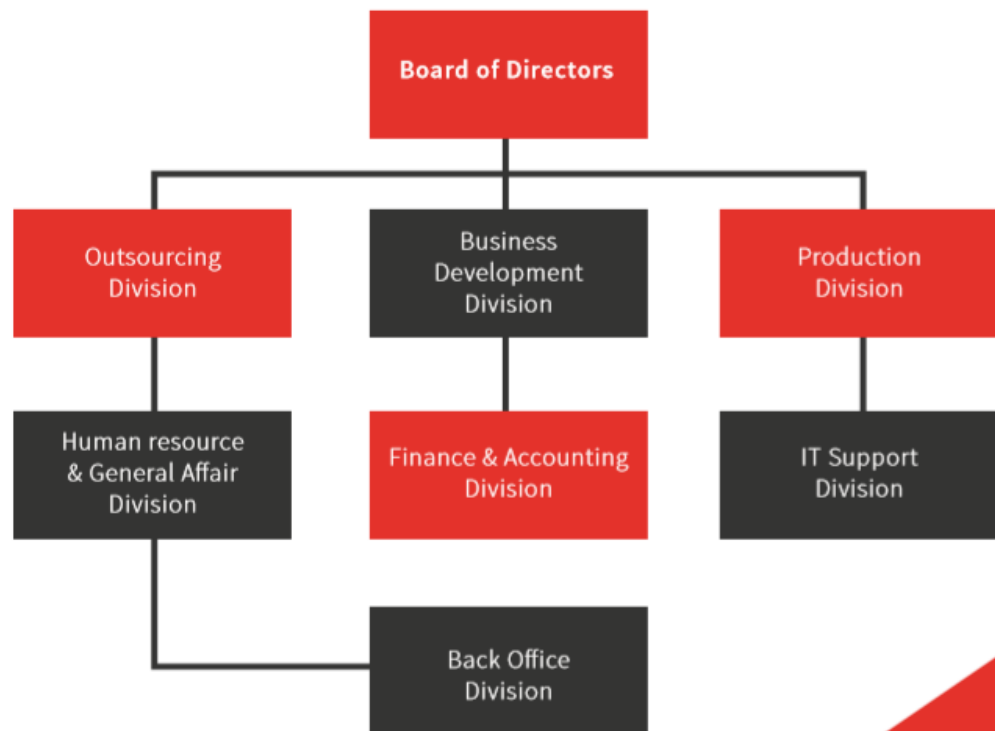 Board of Directors
Outsourcing
Division
Business
Development
Division
Production
Division
Human resource
& General Affair
Division
Finance & Accounting
Division
IT Support
Division
Back Office
Division